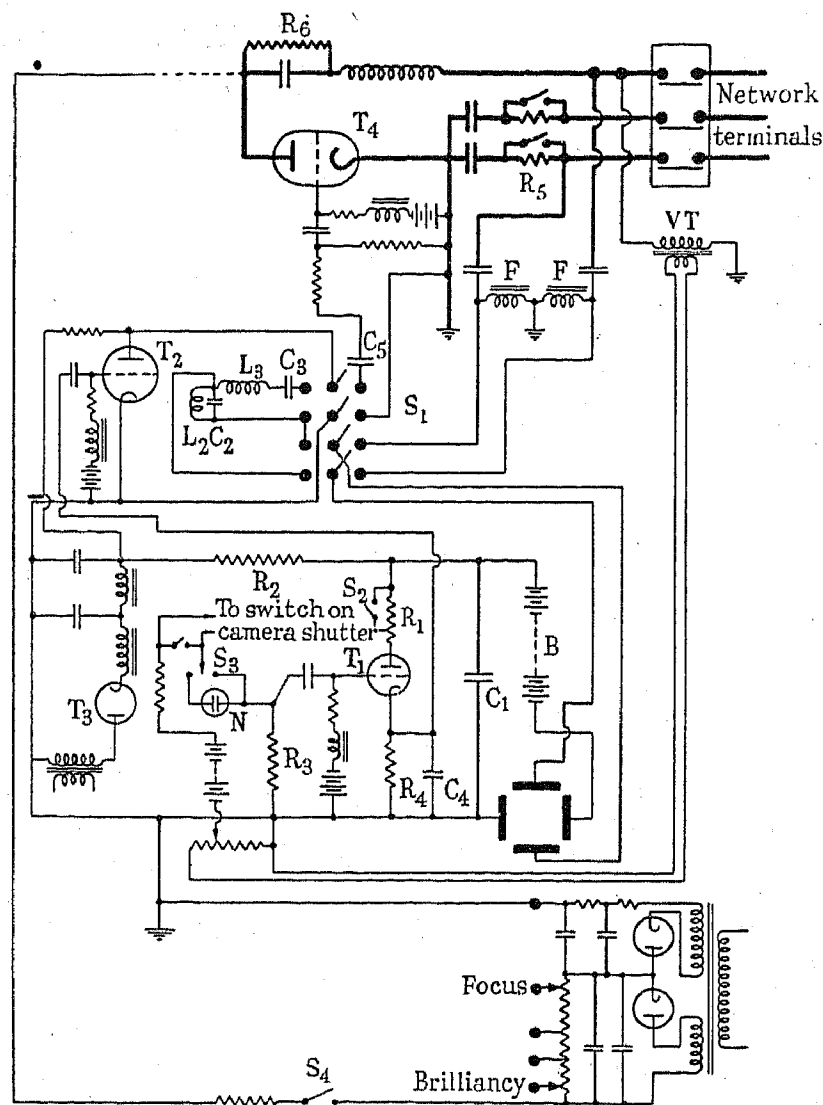 R6
T4
Network
terminals
R5
VT
F
F
T2
L3
C3
C5
S1
L2C2
R2
S2
To switch on
camera shutter
R1
S3
T1
B
C1
T3
N
R3
R4
C4
Focus
S4
Brilliancy